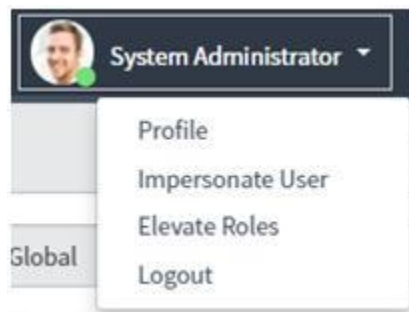 System Administrator
Profile
Impersonate User
Elevate Roles
Global
Logout